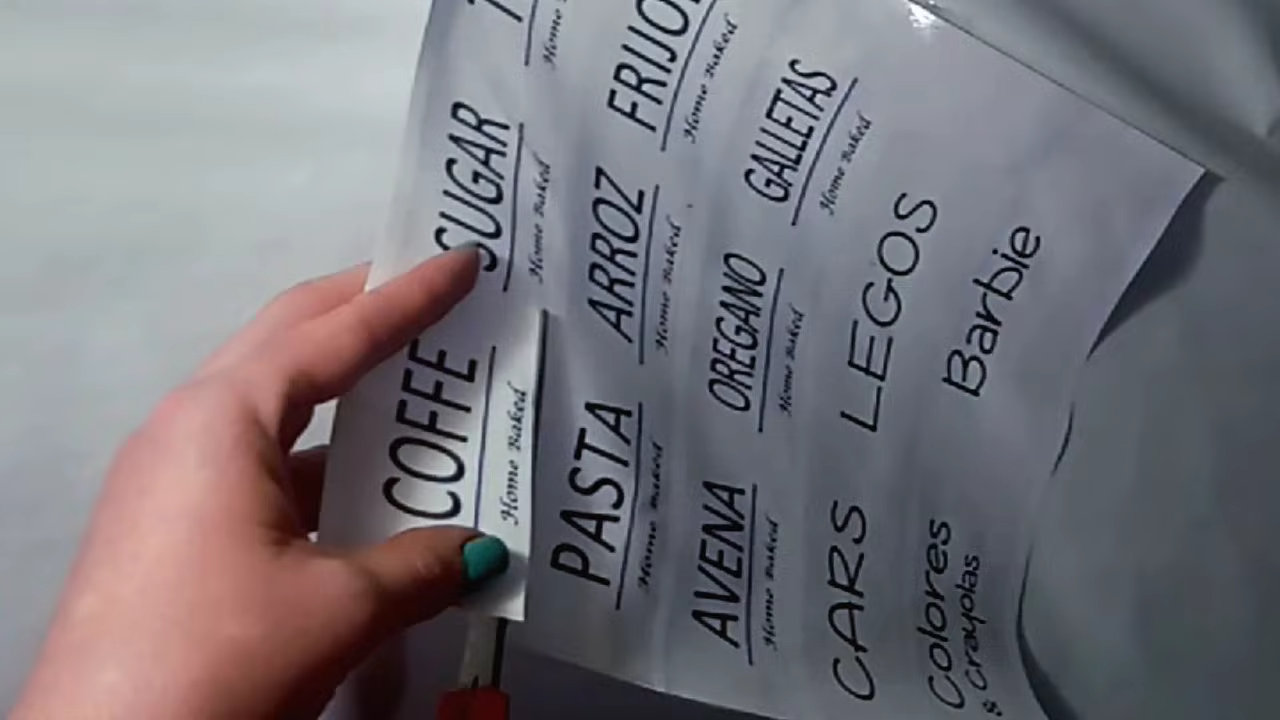 COFFE
Home Baked
SUGAR
Home Baked
Home
PASTA
Home Baked
ARROZ
Home Baked
Home Baked
AVENA
Home Baked
OREGANO
Home Baked
GALLETAS
Home Baked
CARS
LEGOS
Colores
& Crayolas
Barbie